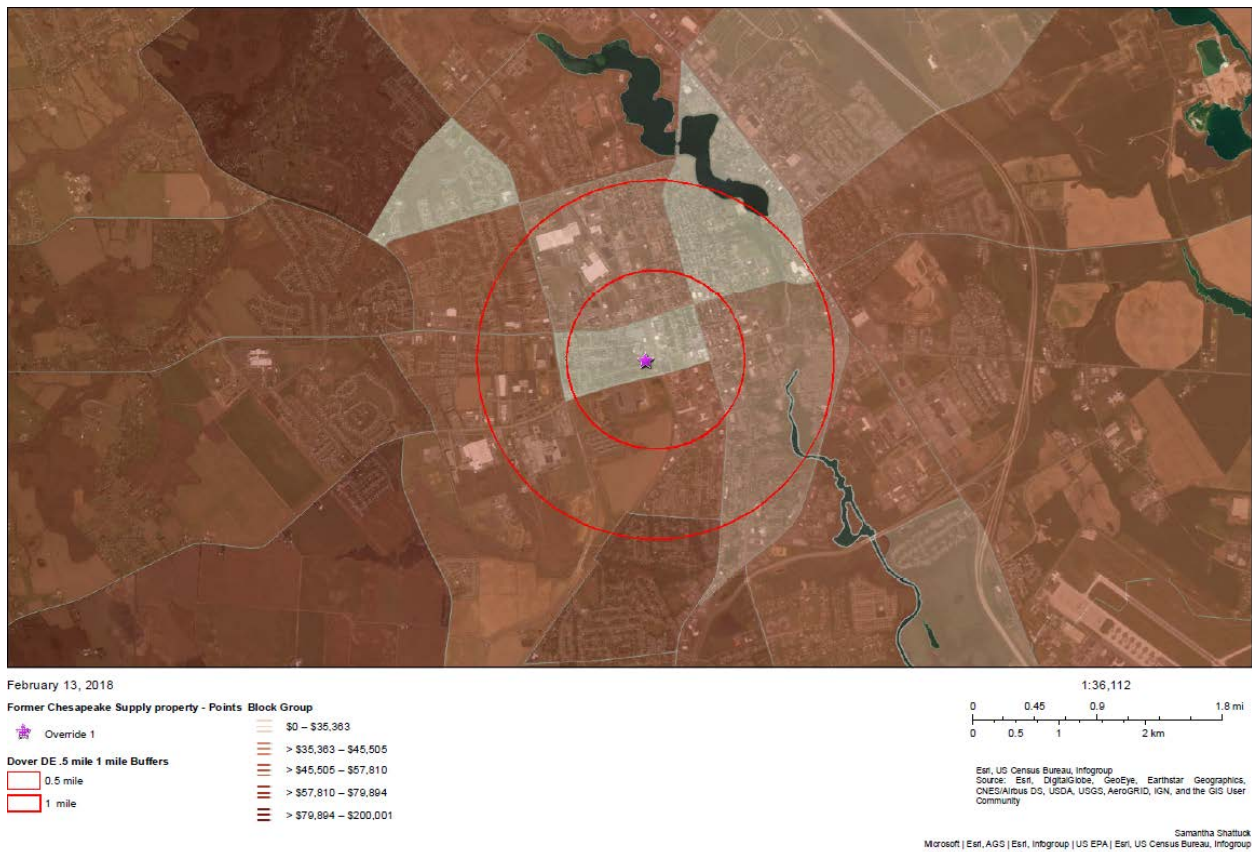 February 13, 2018
1:36,112
Former Chesapeake Supply property - Points
Override 1
Dover DE .5 mile 1 mile Buffers
0.5 mile
1 mile
Block Group
$0 – $35,363
> $35,363 – $45,505
> $45,505 – $57,810
> $57,810 – $79,894
> $79,894 – $200,001
0 0.45 0.9 1.8 mi
0 0.5 1 2 km
Esri, US Census Bureau, Infogroup
Source: Esri, DigitalGlobe, GeoEye, Earthstar Geographics,
CNES/Airbus DS, USDA, USGS, AeroGRID, IGN, and the GIS User
Community
Samantha Shattuck
Microsoft | Esri, AGS | Esri, Infogroup | US EPA | Esri, US Census Bureau, Infogroup